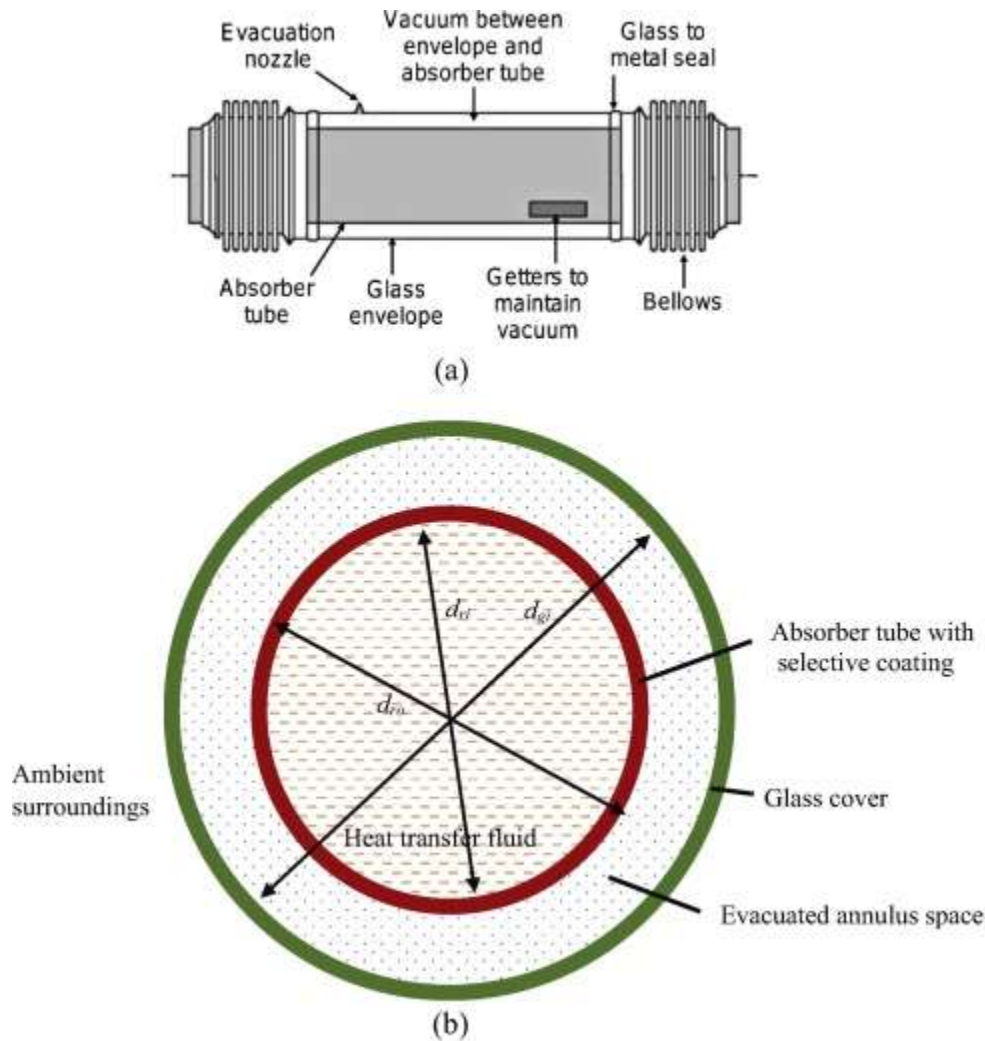 Evacuation
nozzle
Vacuum between
envelope and
absorber tube
Glass to
metal seal
Absorber
tube
Glass
envelope
Getters to
maintain
vacuum
Bellows
(a)
d_ri
d_gi
d_ro
Absorber tube with
selective coating
Ambient
surroundings
Glass cover
Heat transfer fluid
Evacuated annulus space
(b)